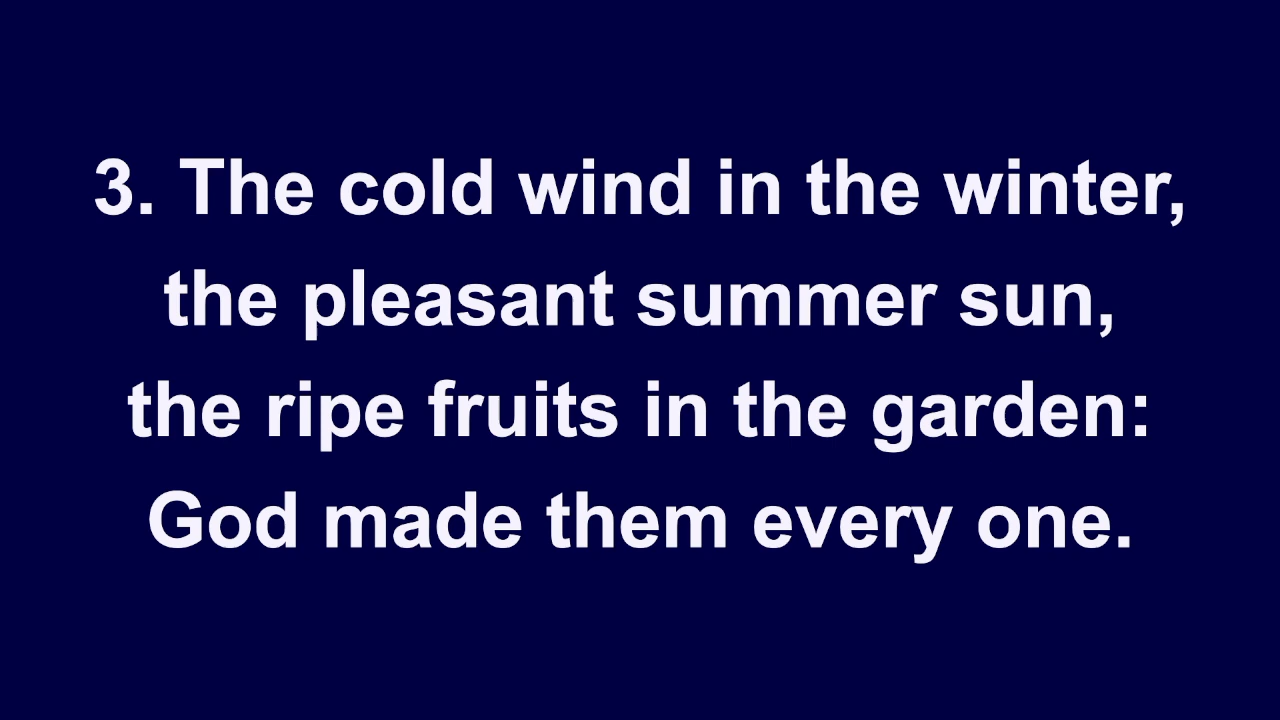 3. The cold wind in the winter,
the pleasant summer sun,
the ripe fruits in the garden:
God made them every one.